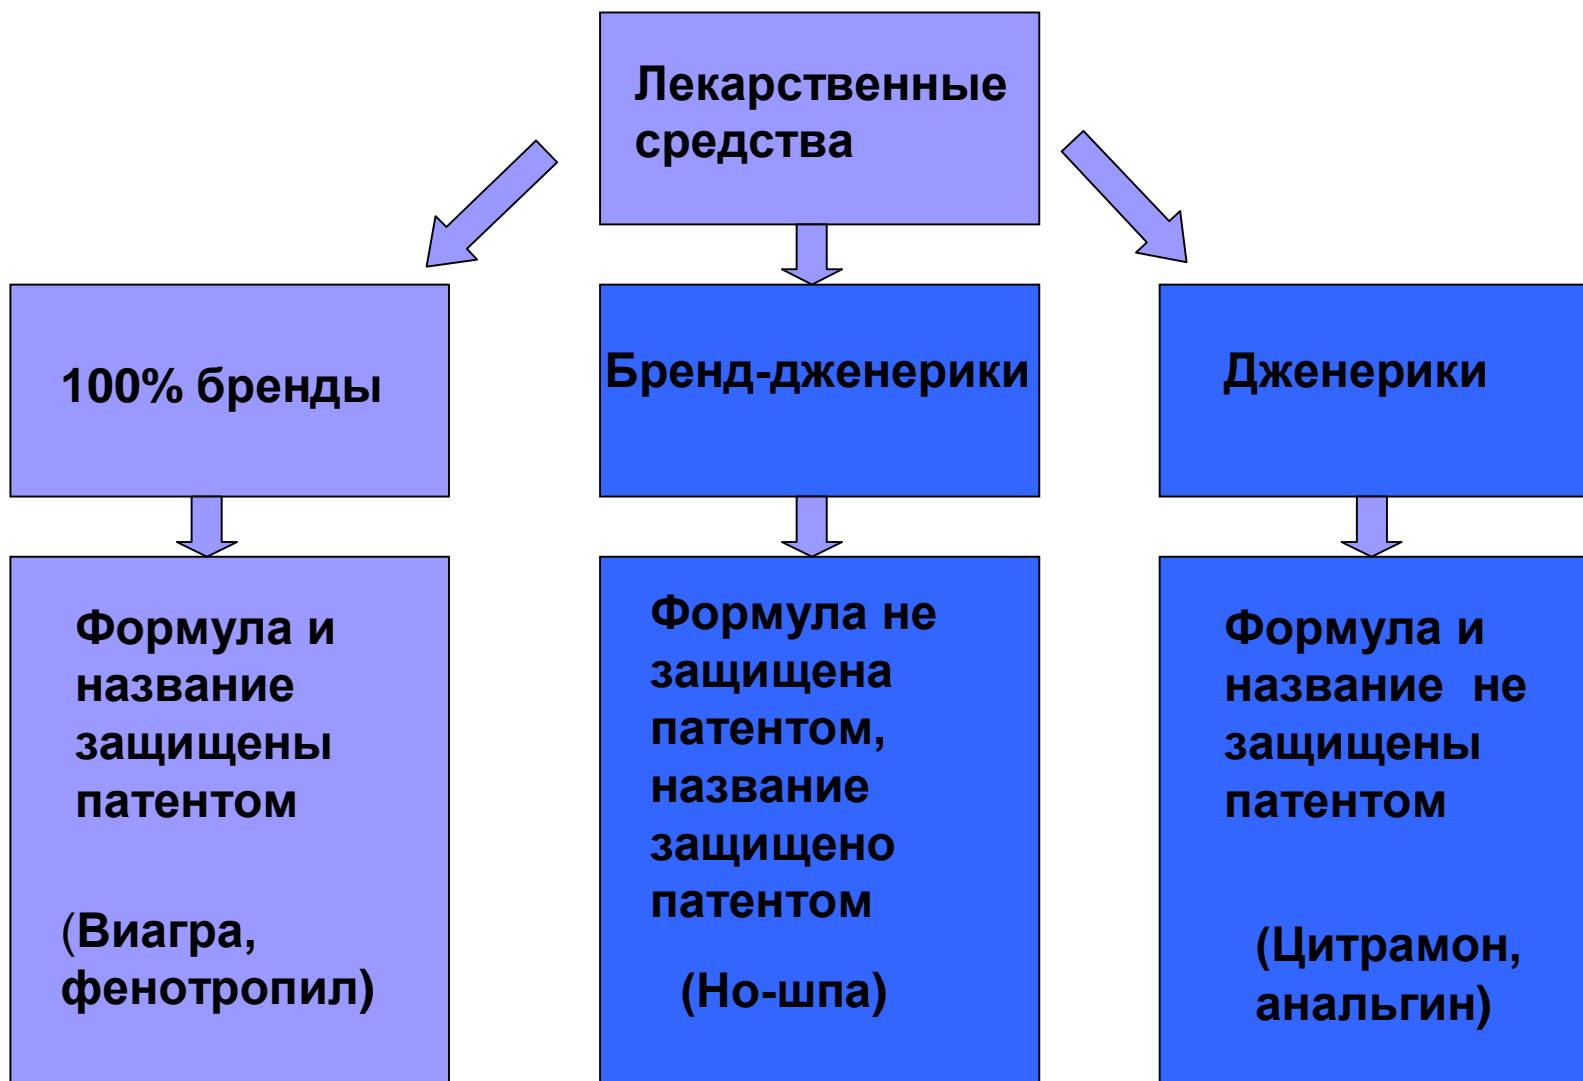 Лекарственные
средства
100% бренды
Бренд-дженерики
Дженерики
Формула и
название
защищены
патентом
(Виагра,
фенотропил)
Формула не
защищена
патентом,
название
защищено
патентом
(Но-шпа)
Формула и
название не
защищены
патентом
(Цитрамон,
анальгин)